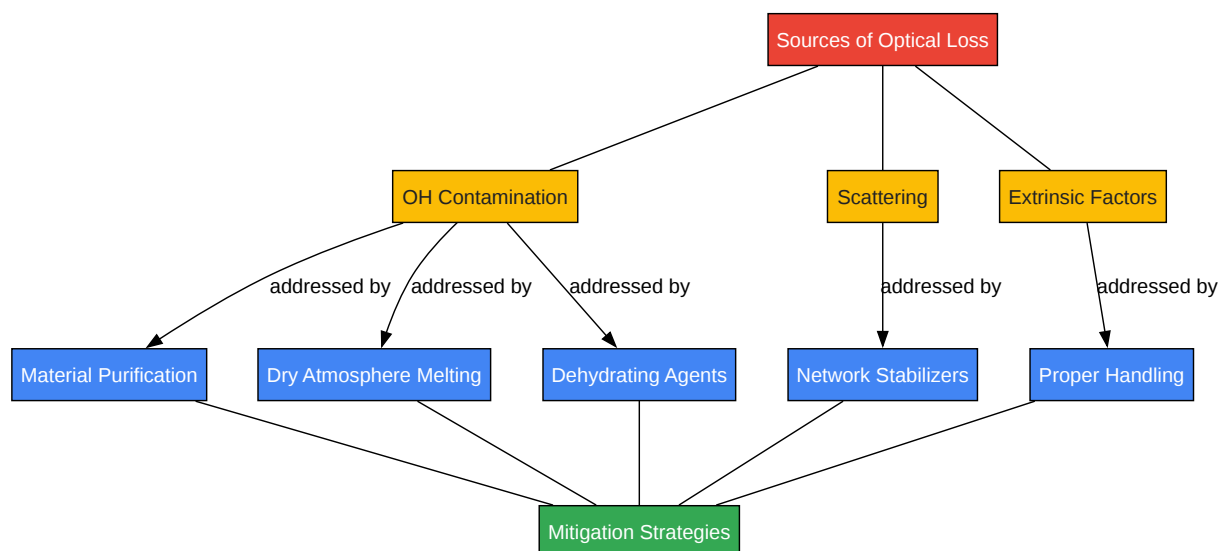 Sources of Optical Loss
OH Contamination
Scattering
Extrinsic Factors
addressed by
addressed by
addressed by
addressed by
addressed by
Material Purification
Dry Atmosphere Melting
Dehydrating Agents
Network Stabilizers
Proper Handling
Mitigation Strategies